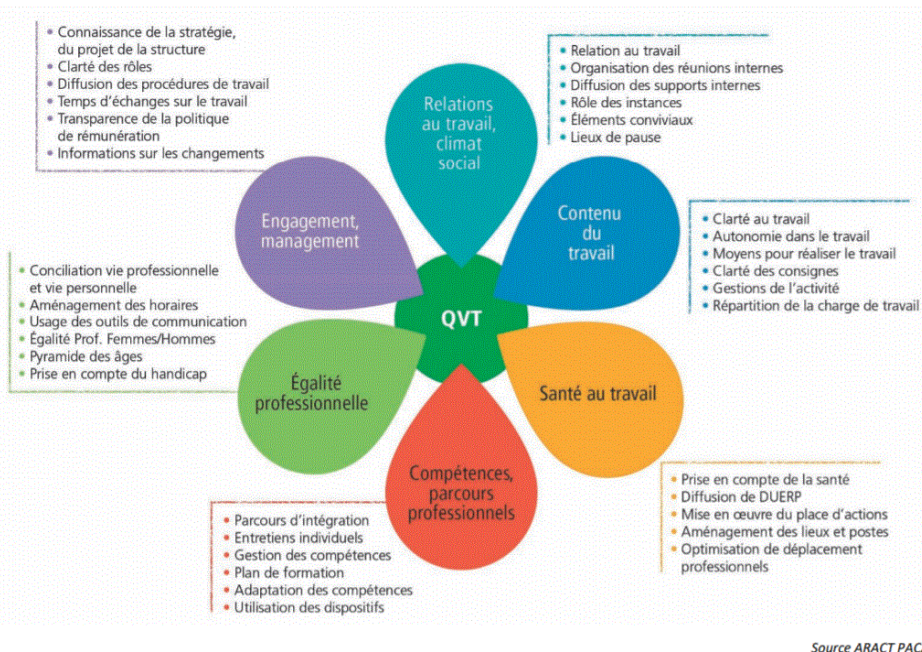 • Connaissance de la stratégie,
du projet de la structure
• Clarté des rôles
• Diffusion des procédures de travail
• Temps d'échanges sur le travail
• Transparence de la politique
de rémunération
• Informations sur les changements
Relations
au travail,
climat
social
• Relation au travail
• Organisation des réunions internes
• Diffusion des supports internes
• Rôle des instances
• Éléments conviviaux
• Lieux de pause
Engagement,
management
Contenu
du
travail
• Clarté au travail
• Autonomie dans le travail
• Moyens pour réaliser le travail
• Clarté des consignes
• Gestions de l'activité
• Répartition de la charge de travail
• Conciliation vie professionnelle
et vie personnelle
• Aménagement des horaires
• Usage des outils de communication
• Égalité Prof. Femmes/Hommes
• Pyramide des âges
• Prise en compte du handicap
QVT
Égalité
professionnelle
Santé au travail
Compétences,
parcours
professionnels
• Prise en compte de la santé
• Diffusion de DUERP
• Mise en œuvre du place d'actions
• Aménagement des lieux et postes
• Optimisation de déplacement
professionnels
• Parcours d'intégration
• Entretiens individuels
• Gestion des compétences
• Plan de formation
• Adaptation des compétences
• Utilisation des dispositifs
Source ARACT PAC